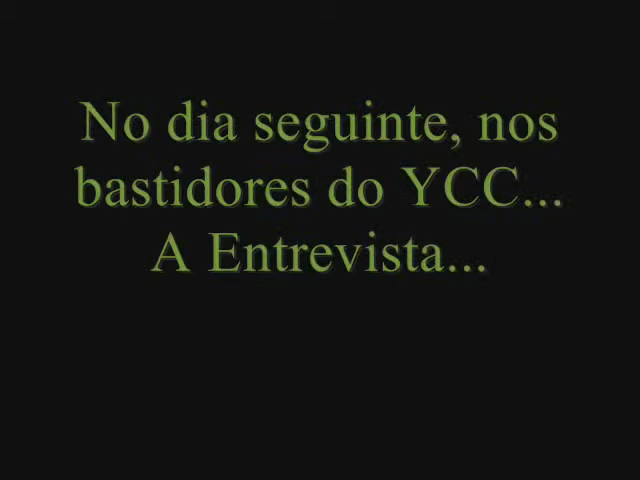 No dia seguinte, nos
bastidores do YCC...
A Entrevista...